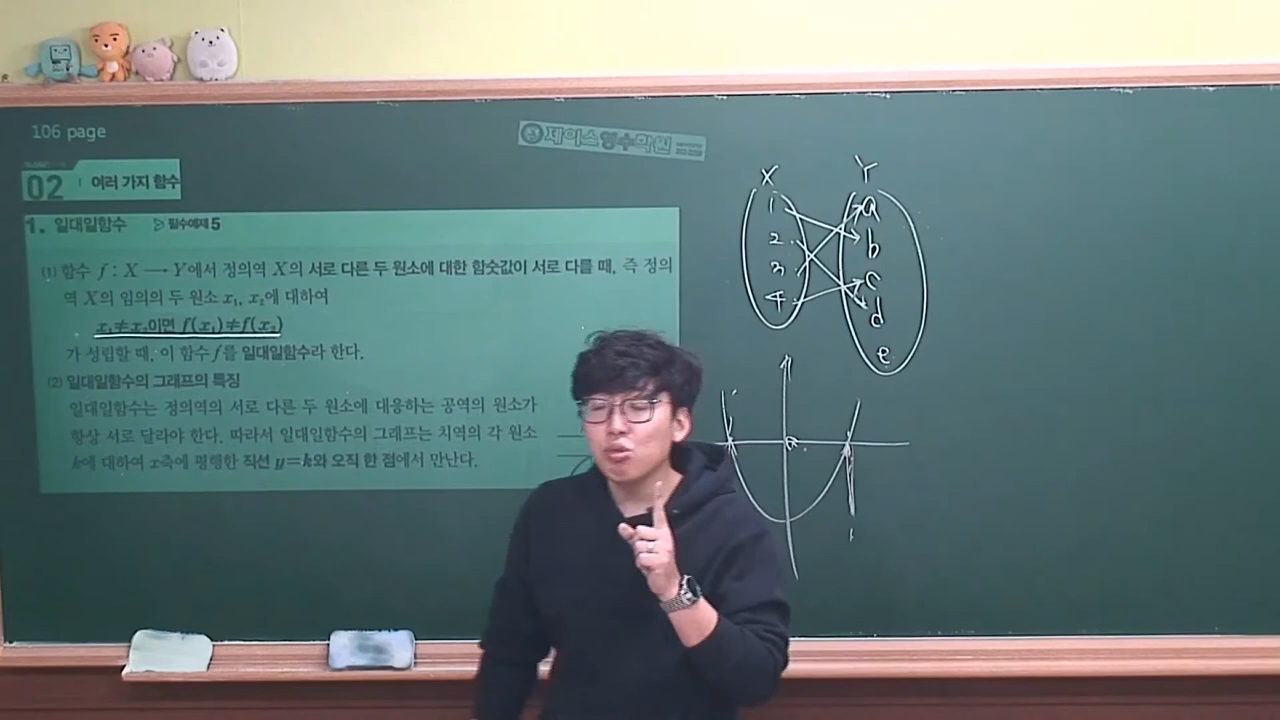 106 page
제이스영수학원
02 여러 가지 함수
1. 일대일함수 필수예제 5
(1) 함수 f : X → Y에서 정의역 X의 서로 다른 두 원소에 대한 함숫값이 서로 다를 때, 즉 정의
역 X의 임의의 두 원소 x₁, x₂에 대하여
x₁≠x₂이면 f(x₁)≠f(x₂)
가 성립할 때, 이 함수 f를 일대일함수라 한다.
(2) 일대일함수의 그래프의 특징
일대일함수는 정의역의 서로 다른 두 원소에 대응하는 공역의 원소가
항상 서로 달라야 한다. 따라서 일대일함수의 그래프는 치역의 각 원소
k에 대하여 x축에 평행한 직선 y=k와 오직 한 점에서 만난다.
X Y
1 a
2 b
3 c
4 d
e